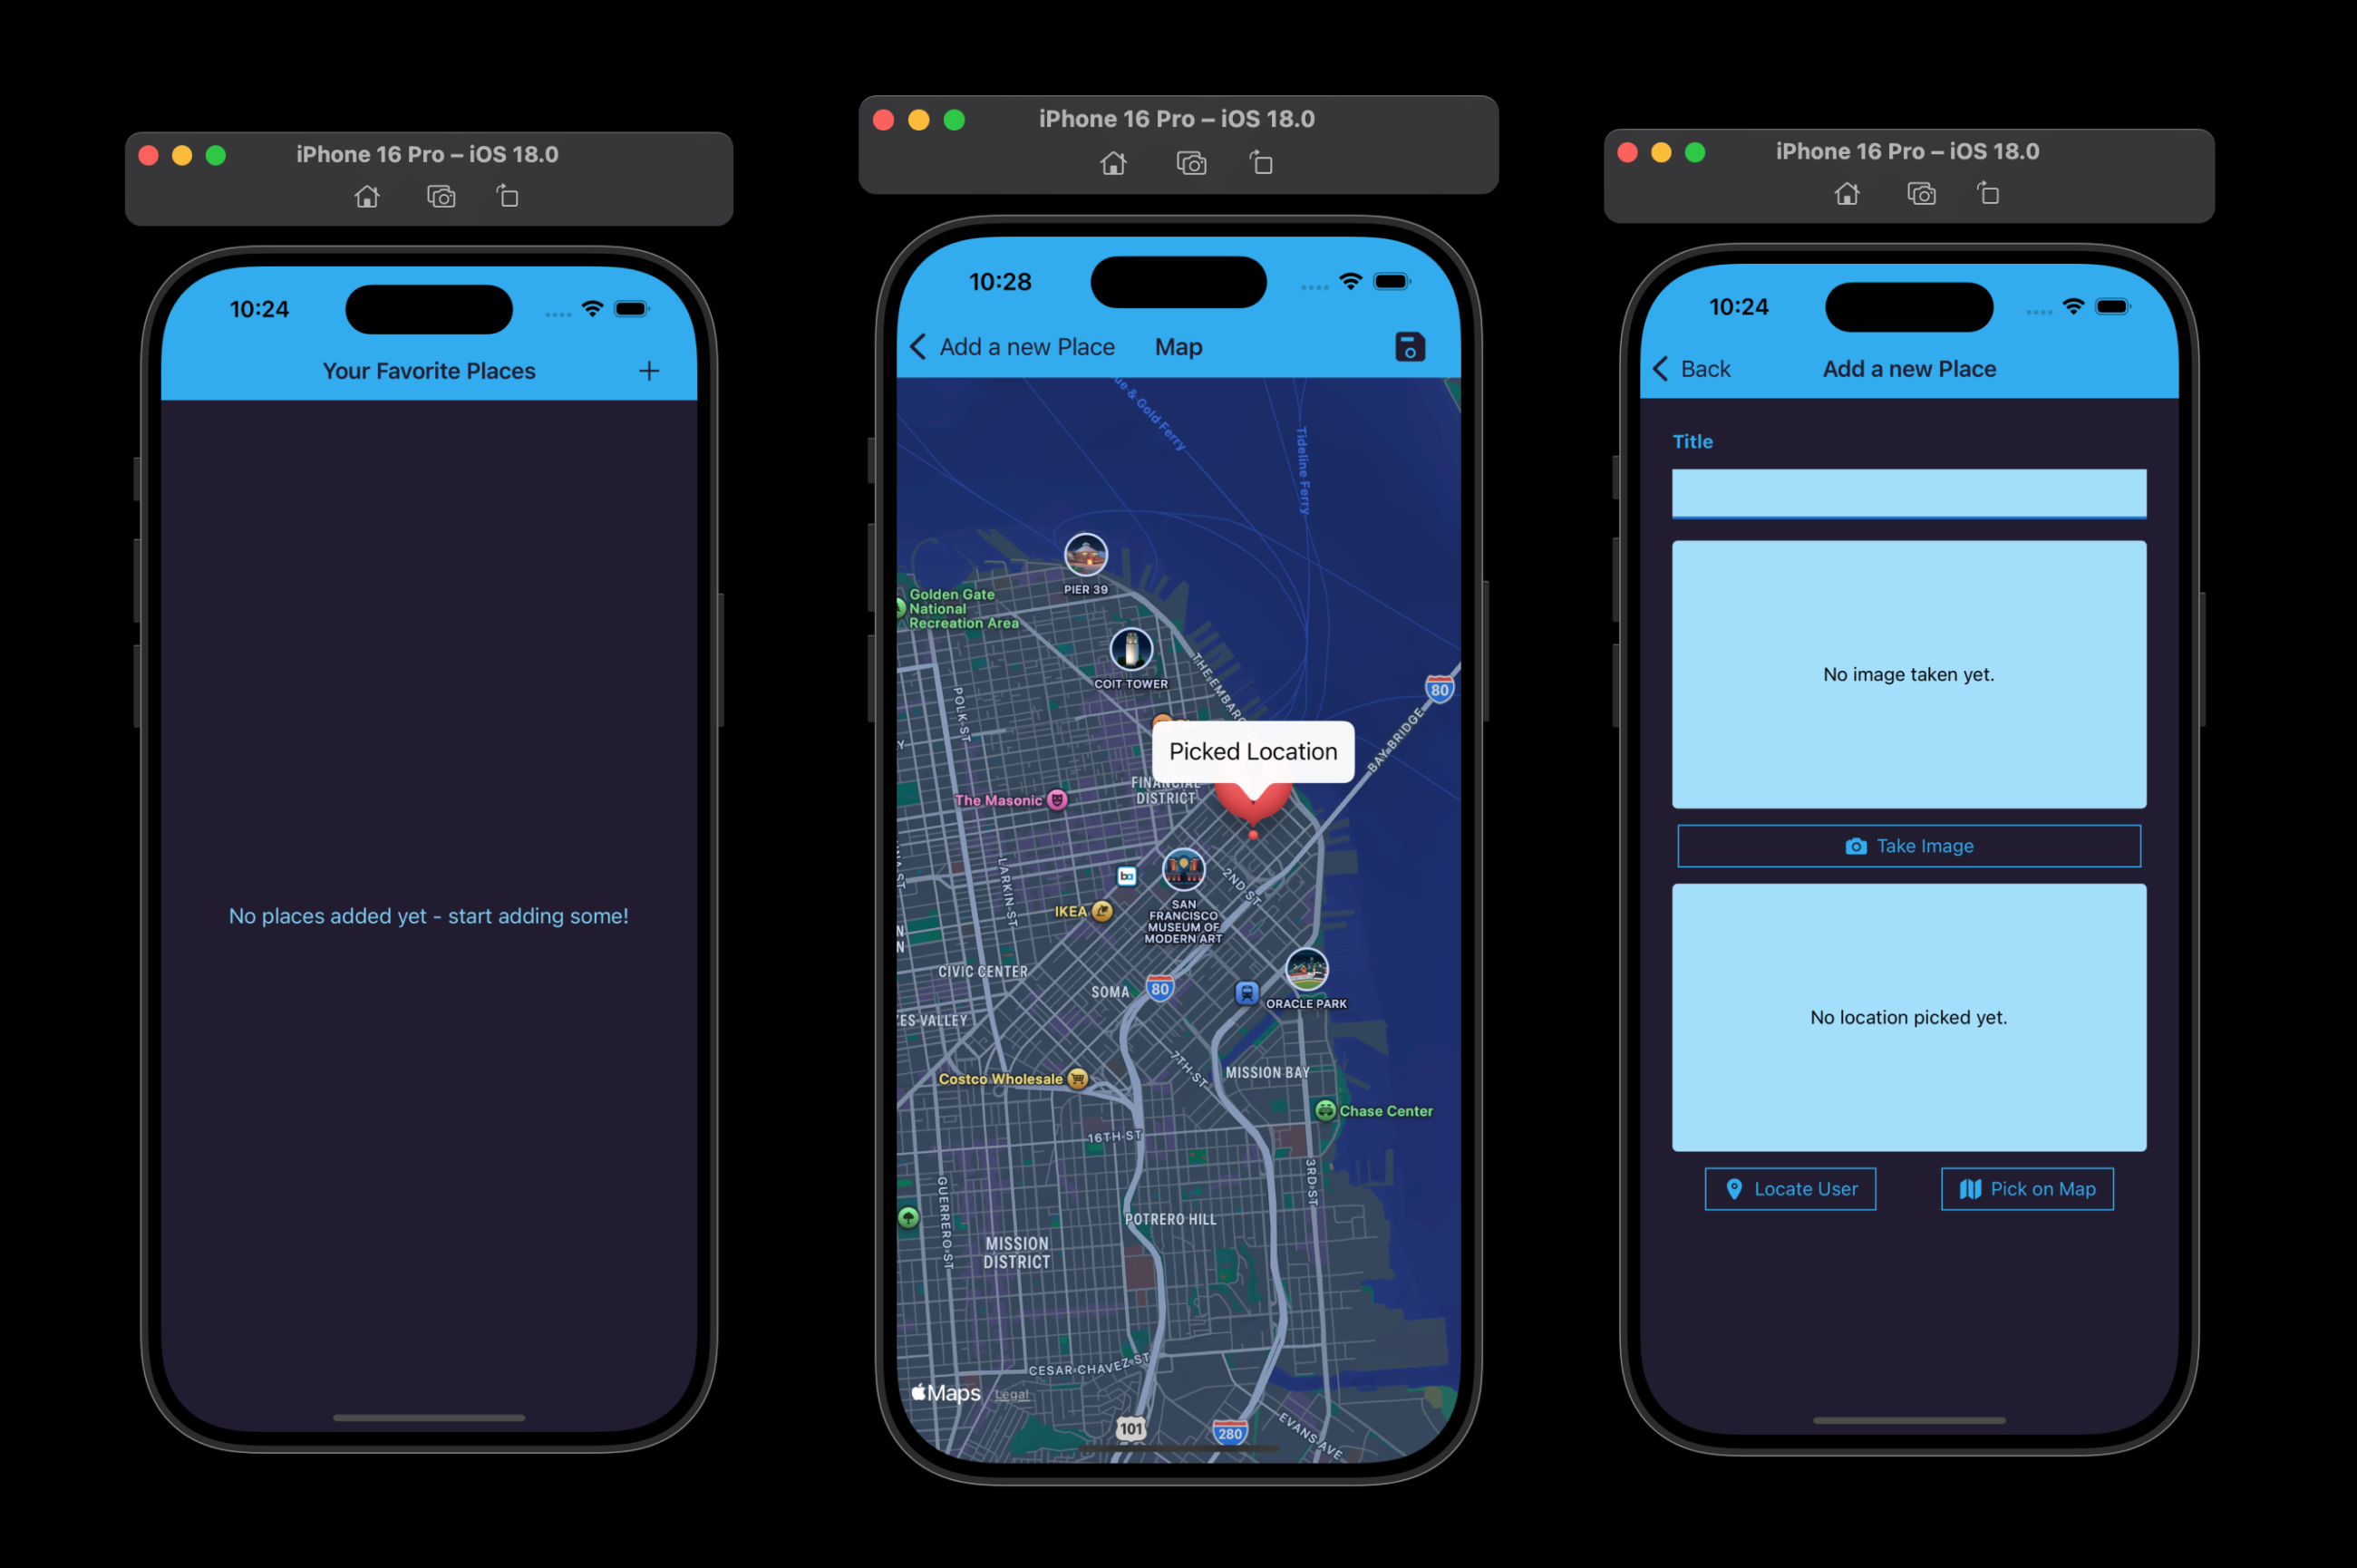 iPhone 16 Pro – iOS 18.0
10:24
Your Favorite Places
No places added yet - start adding some!
iPhone 16 Pro – iOS 18.0
10:28
Add a new Place
Map
Gold Ferry
Tideline Ferry
PIER 39
Golden Gate
National
Recreation Area
COIT TOWER
POLK ST
80
BAY BRIDGE
Picked Location
FINANCIAL
DISTRICT
The Masonic
LARKIN ST
2ND ST
IKEA
SAN
FRANCISCO
MUSEUM OF
MODERN ART
CIVIC CENTER
SOMA
80
ORACLE PARK
7TH ST
MISSION BAY
Costco Wholesale
Chase Center
16TH ST
3RD ST
GUERRERO ST
POTRERO HILL
MISSION
DISTRICT
CESAR CHAVEZ ST
Maps
Legal
101
280
EVANS AVE
iPhone 16 Pro – iOS 18.0
10:24
Back
Add a new Place
Title
No image taken yet.
Take Image
No location picked yet.
Locate User
Pick on Map